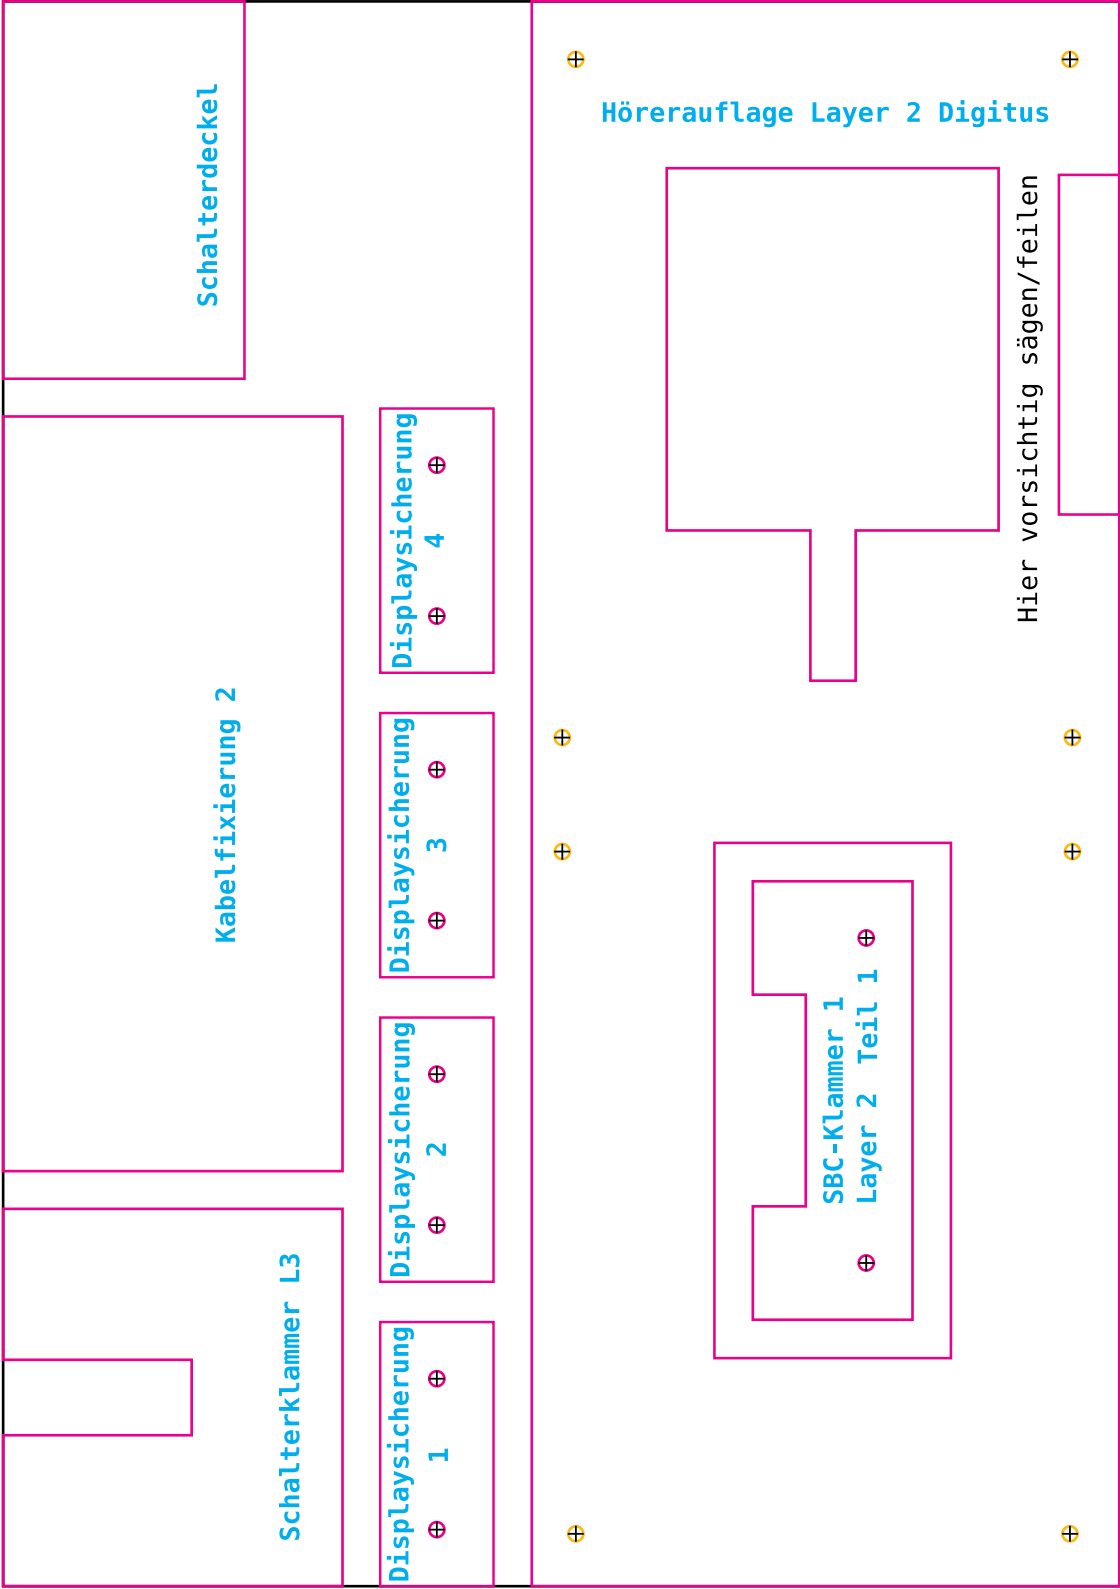 Hörerauflage Layer 2 Digitus
Schalterdeckel
Hier vorsichtig sägen/feilen
Displaysicherung
4
Kabelfixierung 2
Displaysicherung
3
SBC-Klammer 1
Layer 2 Teil 1
Displaysicherung
2
Schalterklammer L3
Displaysicherung
1